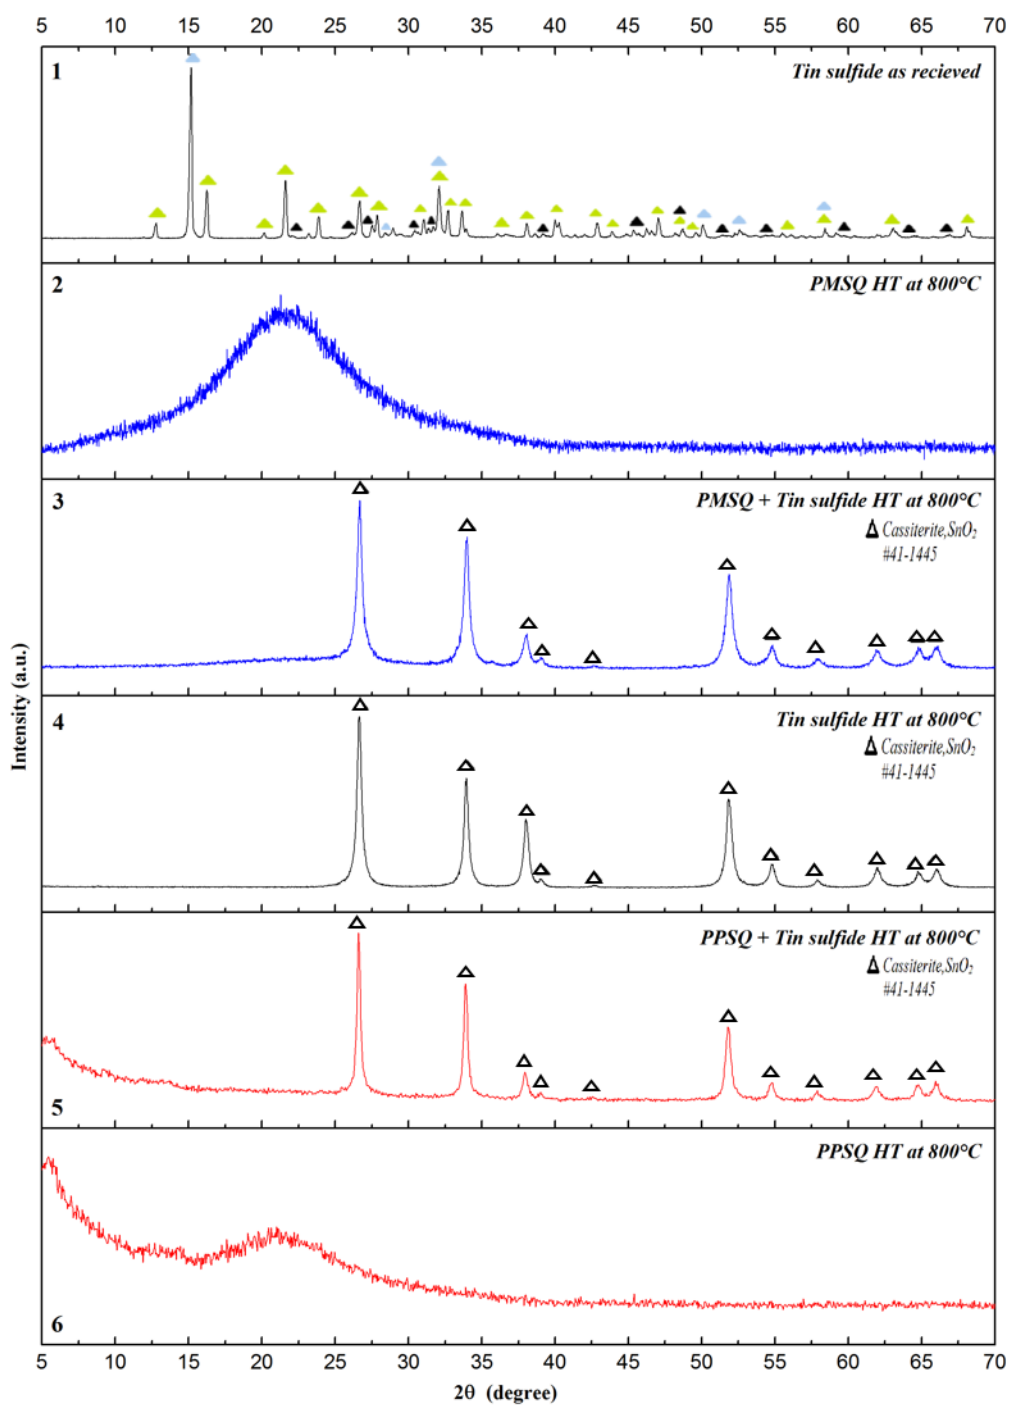 5 10 15 20 25 30 35 40 45 50 55 60 65 70
1
Tin sulfide as recieved
2
PMSQ HT at 800°C
3
PMSQ + Tin sulfide HT at 800°C
Cassiterite,SnO₂
#41-1445
4
Tin sulfide HT at 800°C
Cassiterite,SnO₂
#41-1445
PPSQ + Tin sulfide HT at 800°C
Cassiterite,SnO₂
#41-1445
5
PPSQ HT at 800°C
6
Intensity (a.u.)
5 10 15 20 25 30 35 40 45 50 55 60 65 70
2θ (degree)